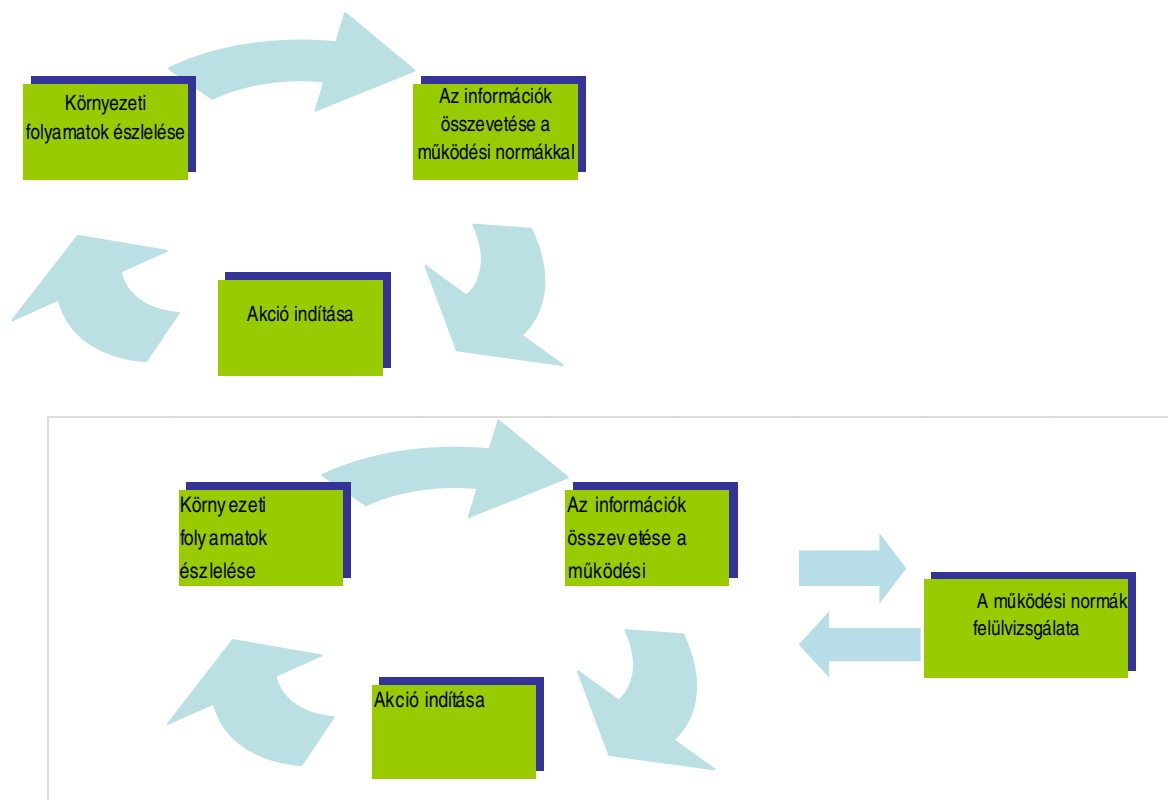 Környezeti
folyamatok észlelése
Az információk
összevetése a
működési normákkal
Akció indítása
Környezeti
folyamatok
észlelése
Az információk
összevetése a
működési
A működési normák
felülvizsgálata
Akció indítása